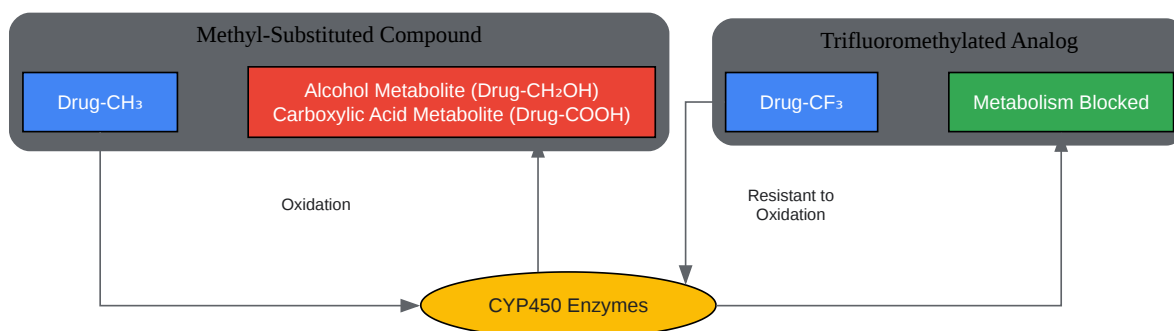 Methyl-Substituted Compound
Trifluoromethylated Analog
Drug-CH₃
Alcohol Metabolite (Drug-CH₂OH)
Carboxylic Acid Metabolite (Drug-COOH)
Drug-CF₃
Metabolism Blocked
Oxidation
Resistant to
Oxidation
CYP450 Enzymes